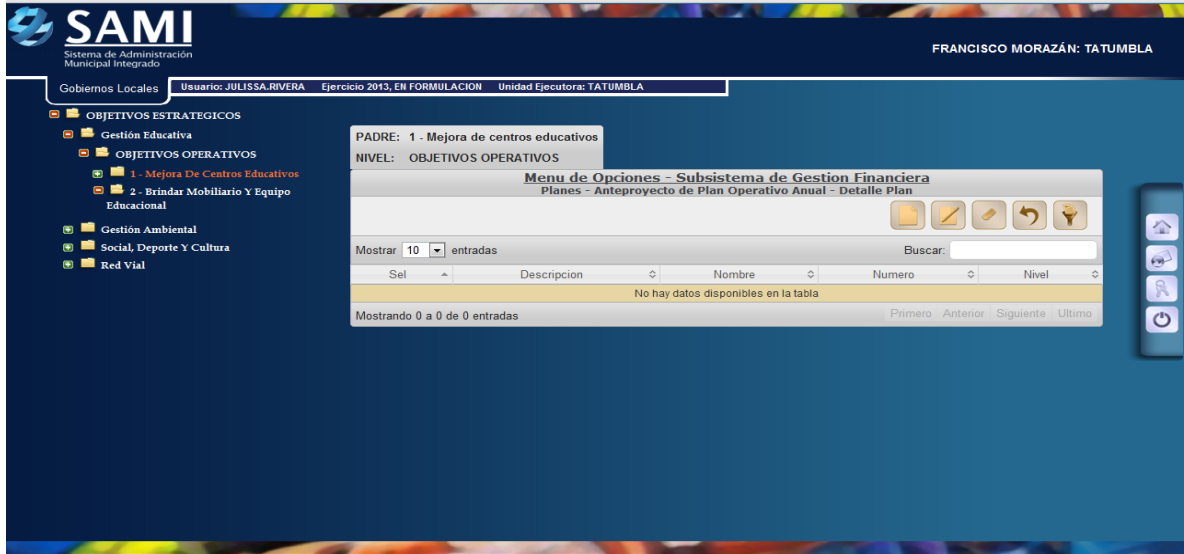 SAMI
Sistema de Administración
Municipal Integrado
FRANCISCO MORAZÁN: TATUMBLA
Gobiernos Locales
Usuario: JULISSA.RIVERA Ejercicio 2013, EN FORMULACION Unidad Ejecutora: TATUMBLA
OBJETIVOS ESTRATEGICOS
Gestión Educativa
OBJETIVOS OPERATIVOS
1 - Mejora De Centros Educativos
2 - Brindar Mobiliario Y Equipo
Educacional
Gestión Ambiental
Social, Deporte Y Cultura
Red Vial
PADRE: 1 - Mejora de centros educativos
NIVEL: OBJETIVOS OPERATIVOS
Menu de Opciones - Subsistema de Gestion Financiera
Planes - Anteproyecto de Plan Operativo Anual - Detalle Plan
Mostrar 10 entradas Buscar:
Sel Descripcion Nombre Numero Nivel
No hay datos disponibles en la tabla
Mostrando 0 a 0 de 0 entradas Primero Anterior Siguiente Ultimo